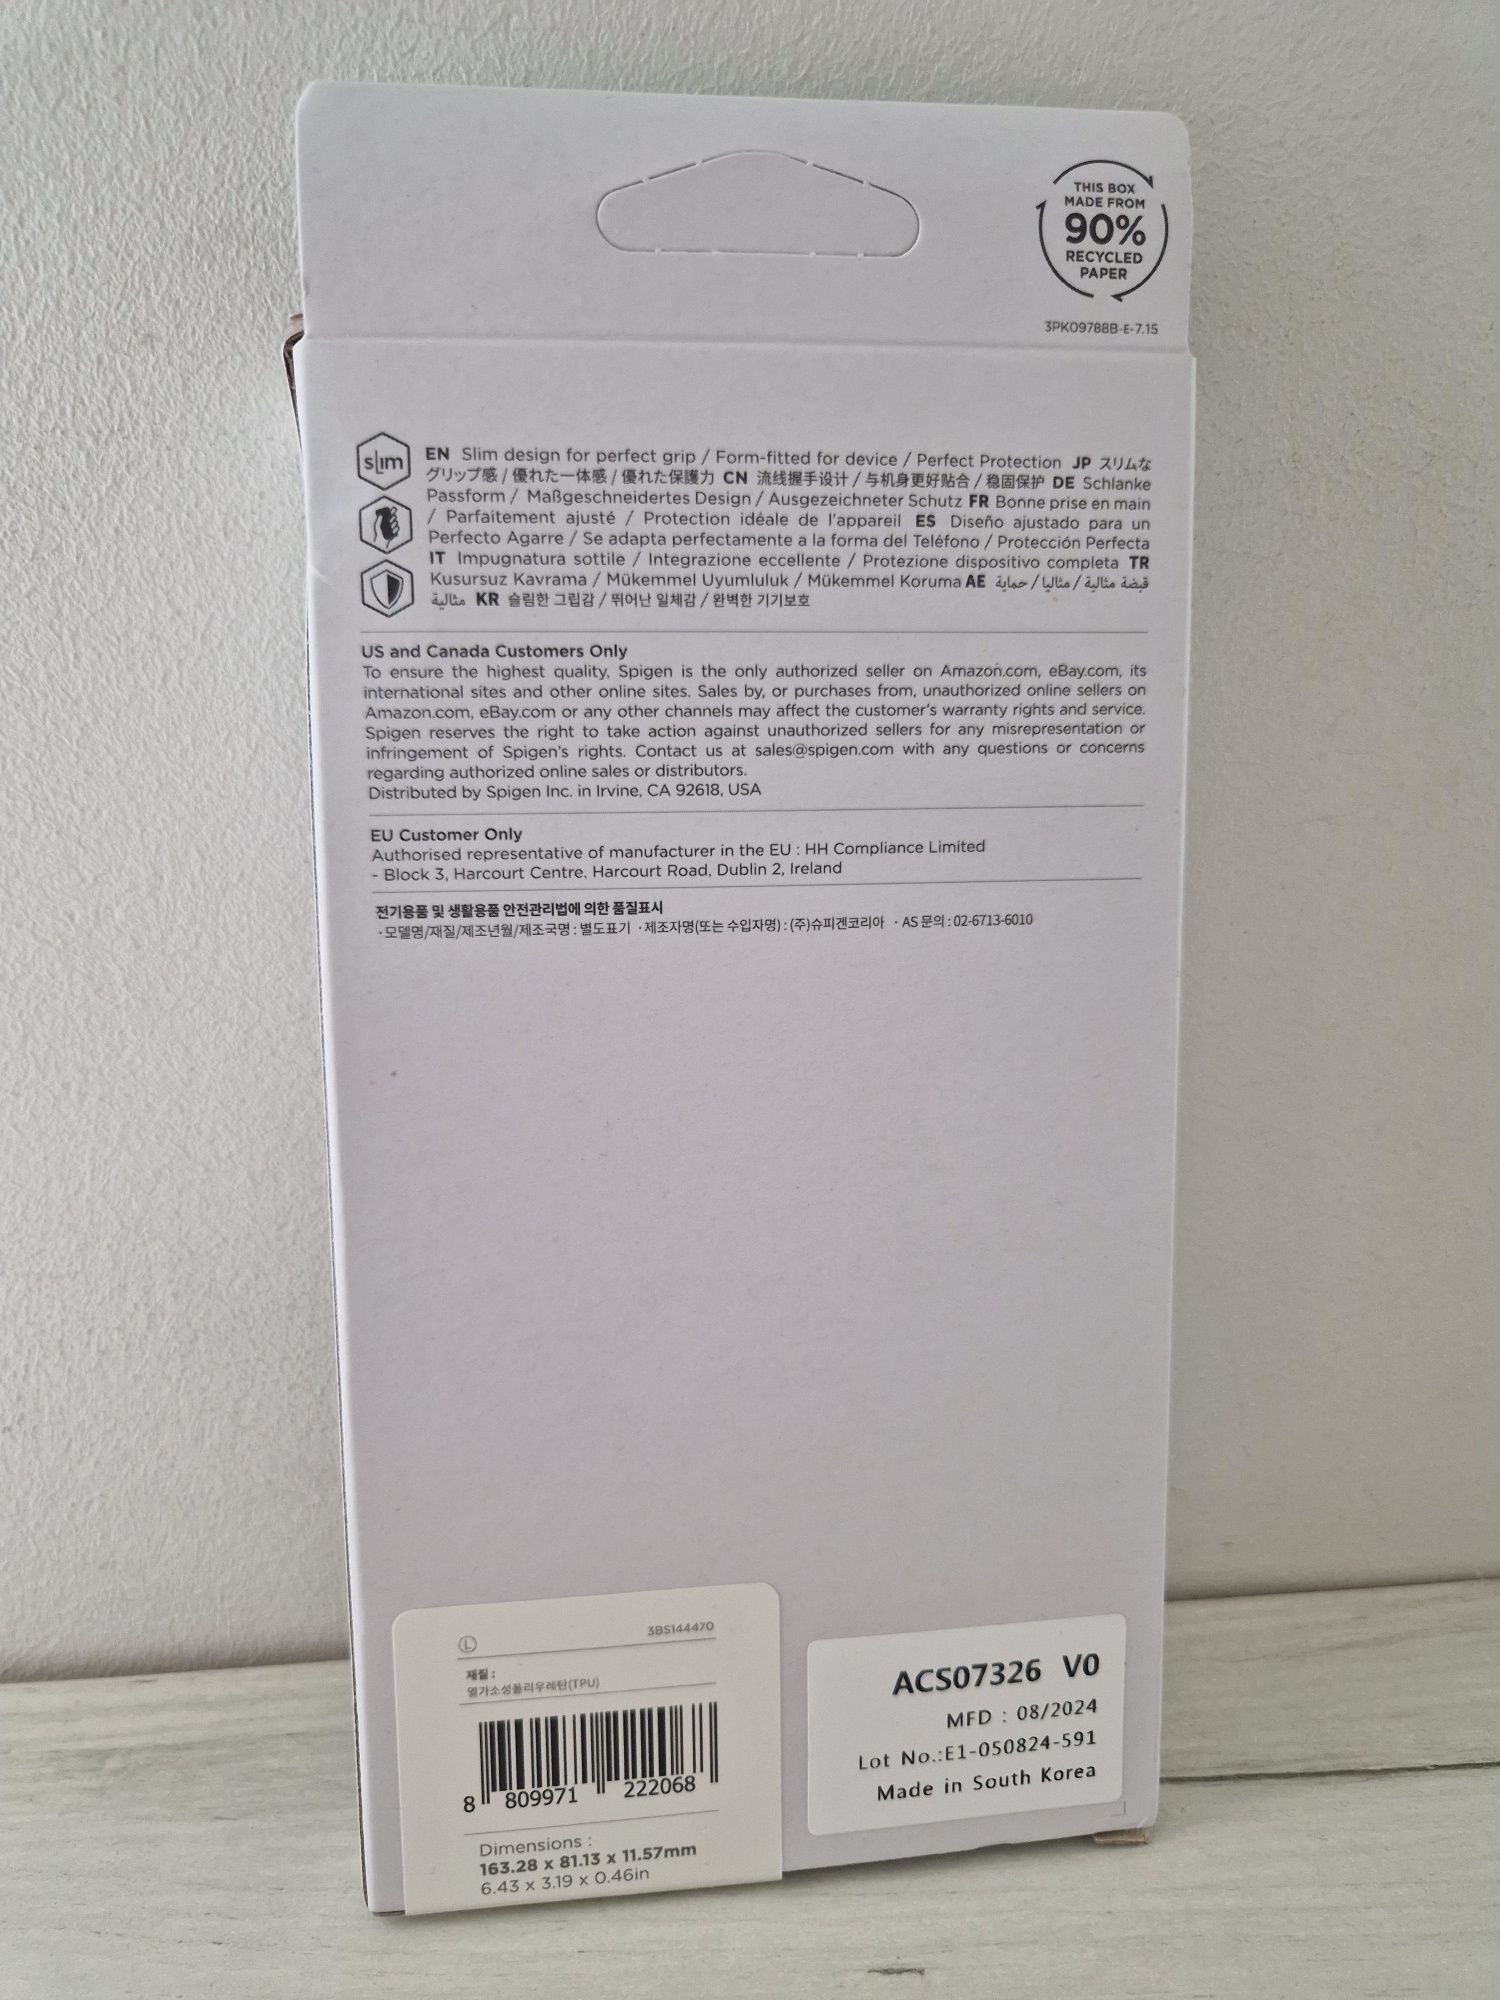 THIS BOX
MADE FROM
90%
RECYCLED
PAPER
3PK09788B-E-7.15
slim
EN Slim design for perfect grip / Form-fitted for device / Perfect Protection JP スリムな
グリップ感 / 優れた一体感 / 優れた保護力 CN 流线握手设计 / 与机身更好贴合 / 稳固保护 DE Schlanke
Passform / Maßgeschneidertes Design / Ausgezeichneter Schutz FR Bonne prise en main
/ Parfaitement ajusté / Protection idéale de l'appareil ES Diseño ajustado para un
Perfecto Agarre / Se adapta perfectamente a la forma del Teléfono / Protección Perfecta
IT Impugnatura sottile / Integrazione eccellente / Protezione dispositivo completa TR
Kusursuz Kavrama / Mükemmel Uyumluluk / Mükemmel Koruma AE قبضة مثالية / مثاليا / حماية
مثالية KR 슬림한 그립감 / 뛰어난 일체감 / 완벽한 기기보호
US and Canada Customers Only
To ensure the highest quality, Spigen is the only authorized seller on Amazon.com, eBay.com, its
international sites and other online sites. Sales by, or purchases from, unauthorized online sellers on
Amazon.com, eBay.com or any other channels may affect the customer's warranty rights and service.
Spigen reserves the right to take action against unauthorized sellers for any misrepresentation or
infringement of Spigen's rights. Contact us at sales@spigen.com with any questions or concerns
regarding authorized online sales or distributors.
Distributed by Spigen Inc. in Irvine, CA 92618, USA
EU Customer Only
Authorised representative of manufacturer in the EU : HH Compliance Limited
- Block 3, Harcourt Centre, Harcourt Road, Dublin 2, Ireland
전기용품 및 생활용품 안전관리법에 의한 품질표시
·모델명/재질/제조년월/제조국명 : 별도표기 ·제조자명(또는 수입자명) : (주)슈피겐코리아 ·AS 문의 : 02-6713-6010
L 3BS144470
재질 :
열가소성폴리우레탄(TPU)
8 809971 222068
Dimensions :
163.28 x 81.13 x 11.57mm
6.43 x 3.19 x 0.46in
ACS07326 V0
MFD : 08/2024
Lot No.:E1-050824-591
Made in South Korea